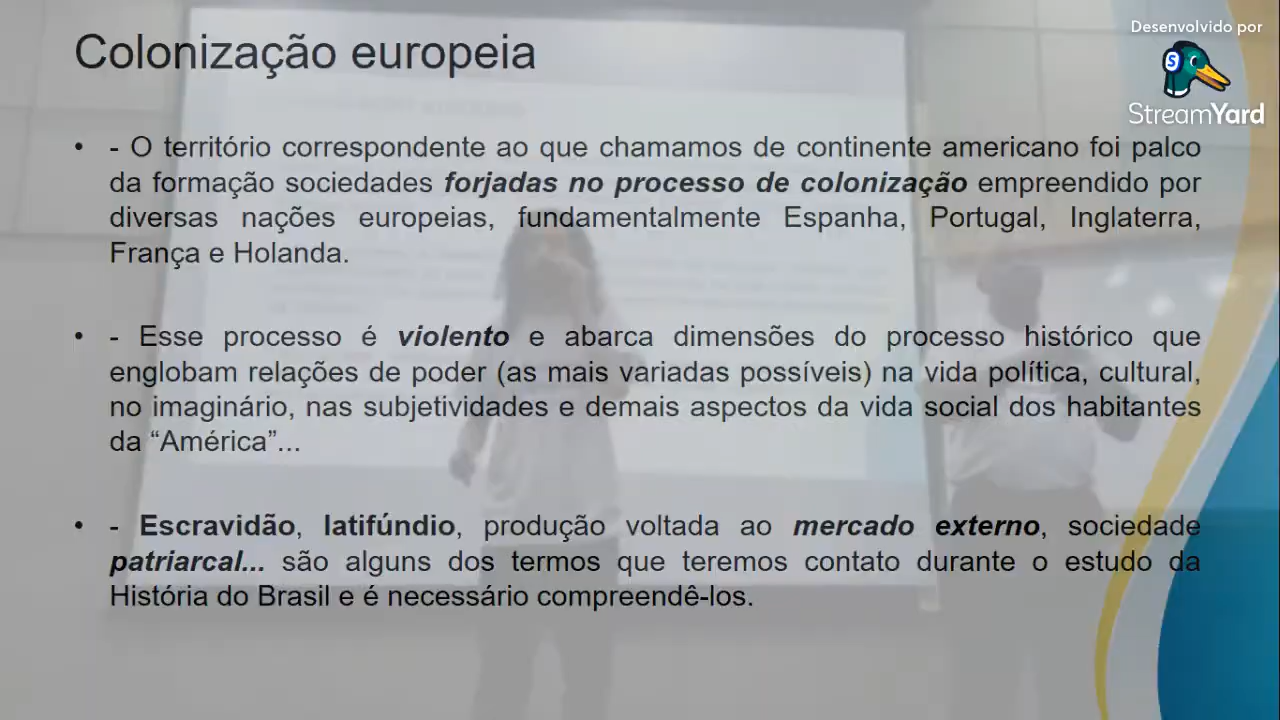 Colonização europeia
Desenvolvido por
S
StreamYard
• - O território correspondente ao que chamamos de continente americano foi palco
da formação sociedades forjadas no processo de colonização empreendido por
diversas nações europeias, fundamentalmente Espanha, Portugal, Inglaterra,
França e Holanda.
• - Esse processo é violento e abarca dimensões do processo histórico que
englobam relações de poder (as mais variadas possíveis) na vida política, cultural,
no imaginário, nas subjetividades e demais aspectos da vida social dos habitantes
da “América”...
• - Escravidão, latifúndio, produção voltada ao mercado externo, sociedade
patriarcal... são alguns dos termos que teremos contato durante o estudo da
História do Brasil e é necessário compreendê-los.